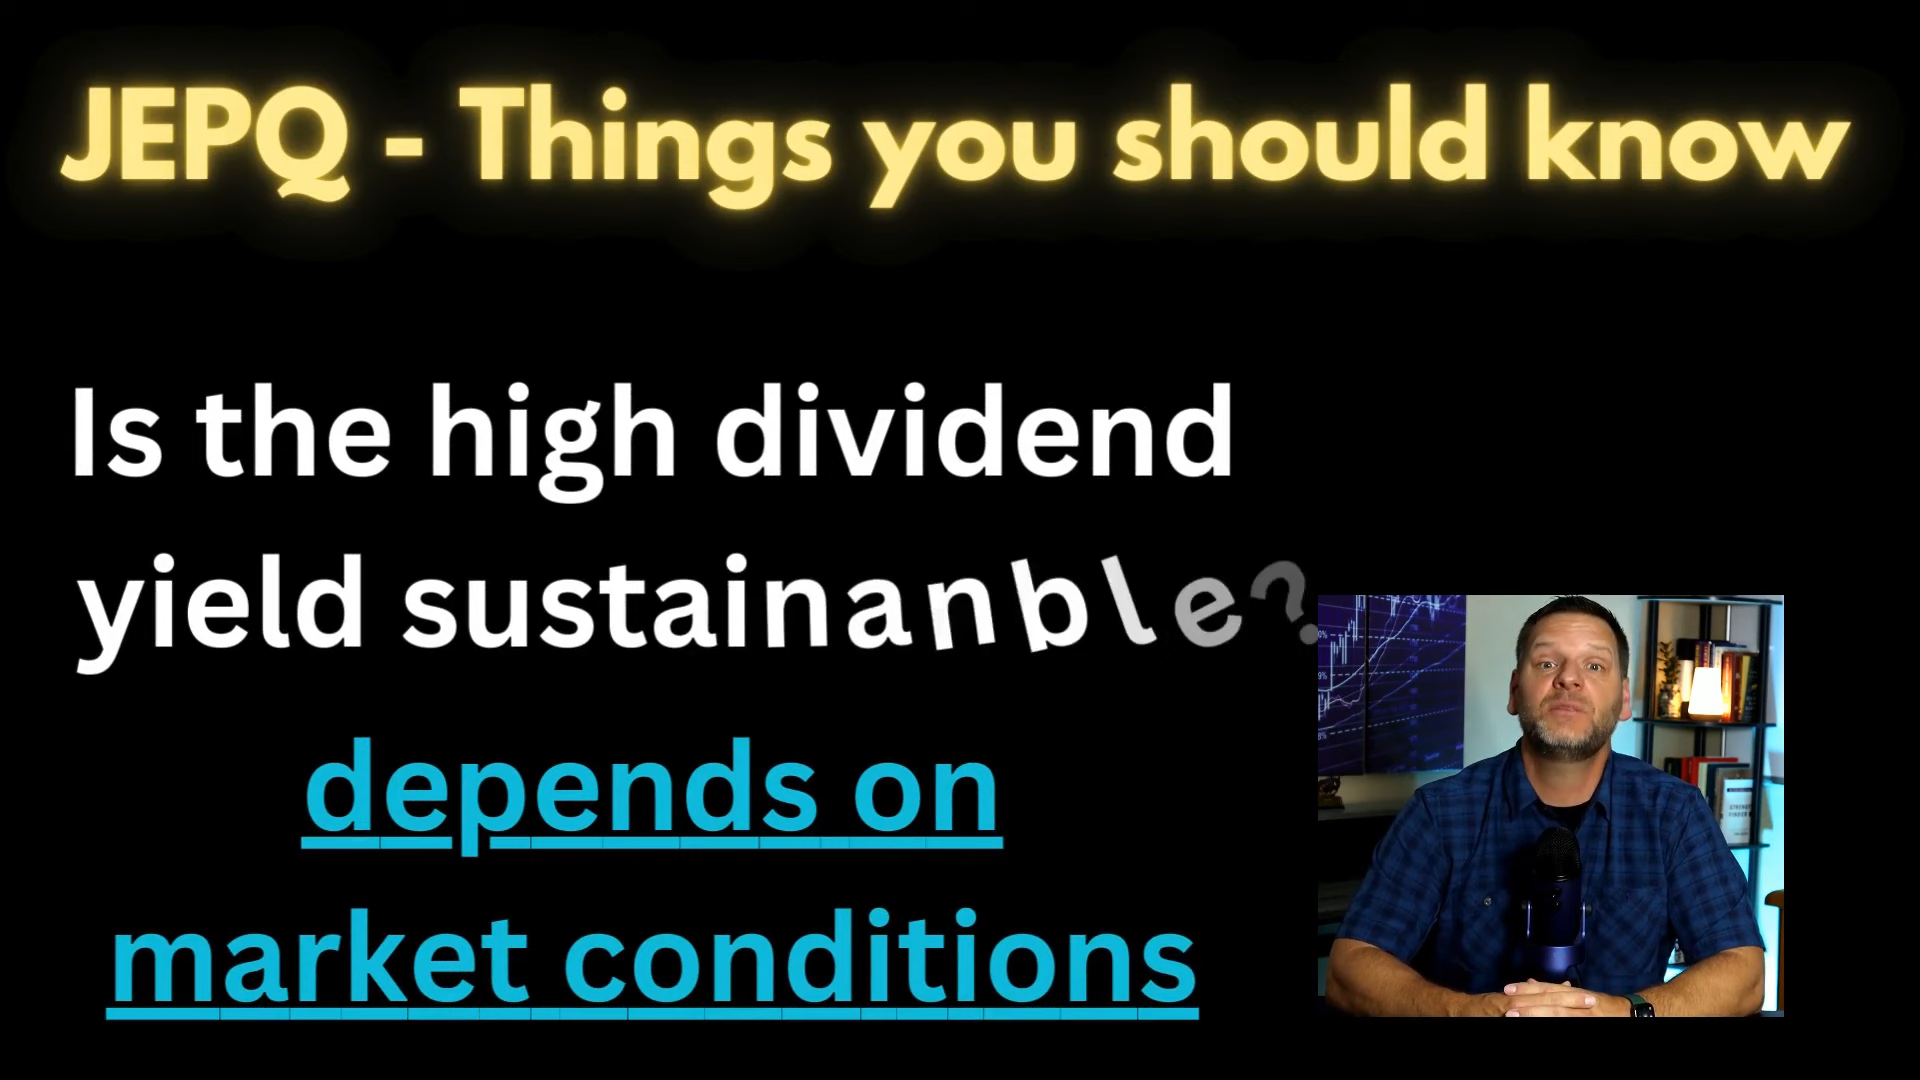 JEPQ - Things you should know
Is the high dividend
yield sustainanble?
depends on
market conditions